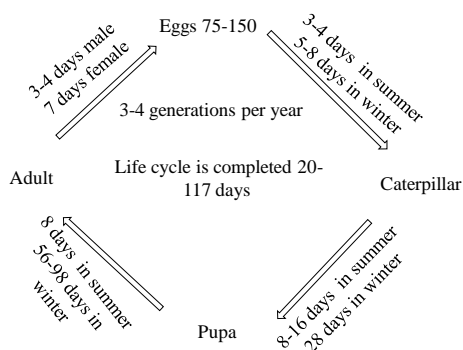 Eggs 75-150
3-4 days male
7 days female
3-4 days in summer
5-8 days in winter
3-4 generations per year
Life cycle is completed 20-
117 days
Adult
Caterpillar
8 days in summer
56-98 days in
winter
8-16 days in summer
28 days in winter
Pupa